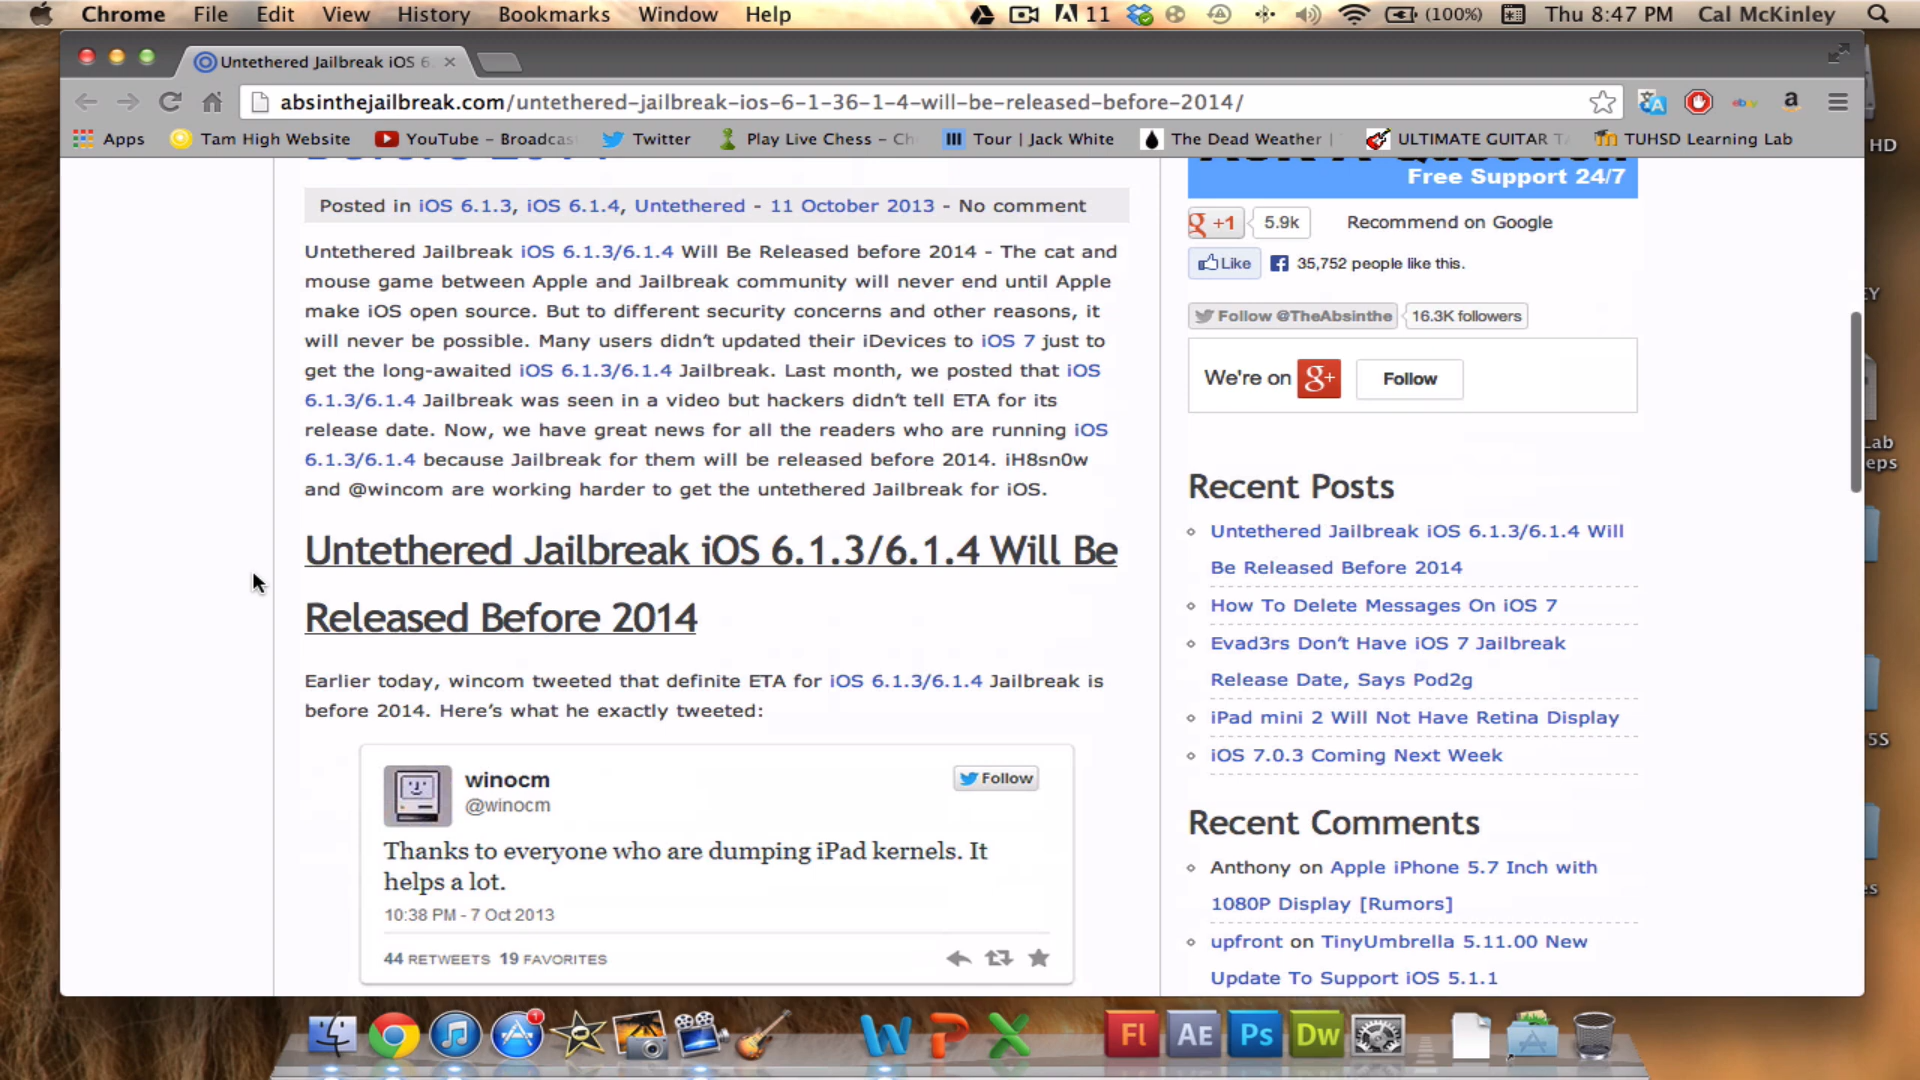 Chrome File Edit View History Bookmarks Window Help 11 (100%) Thu 8:47 PM Cal McKinley
Untethered Jailbreak iOS 6
absinthejailbreak.com/untethered-jailbreak-ios-6-1-36-1-4-will-be-released-before-2014/
Apps Tam High Website YouTube - Broadcas Twitter Play Live Chess - Ch Tour | Jack White The Dead Weather | ULTIMATE GUITAR TA TUHSD Learning Lab
HD
Free Support 24/7
Posted in iOS 6.1.3, iOS 6.1.4, Untethered - 11 October 2013 - No comment
Untethered Jailbreak iOS 6.1.3/6.1.4 Will Be Released before 2014 - The cat and
mouse game between Apple and Jailbreak community will never end until Apple
make iOS open source. But to different security concerns and other reasons, it
will never be possible. Many users didn't updated their iDevices to iOS 7 just to
get the long-awaited iOS 6.1.3/6.1.4 Jailbreak. Last month, we posted that iOS
6.1.3/6.1.4 Jailbreak was seen in a video but hackers didn't tell ETA for its
release date. Now, we have great news for all the readers who are running iOS
6.1.3/6.1.4 because Jailbreak for them will be released before 2014. iH8sn0w
and @wincom are working harder to get the untethered Jailbreak for iOS.
Untethered Jailbreak iOS 6.1.3/6.1.4 Will Be
Released Before 2014
Earlier today, wincom tweeted that definite ETA for iOS 6.1.3/6.1.4 Jailbreak is
before 2014. Here's what he exactly tweeted:
winocm
@winocm
Follow
Thanks to everyone who are dumping iPad kernels. It
helps a lot.
10:38 PM - 7 Oct 2013
44 RETWEETS 19 FAVORITES
g +1 5.9k Recommend on Google
Like 35,752 people like this.
Follow @TheAbsinthe 16.3K followers
We're on g+ Follow
Recent Posts
Untethered Jailbreak iOS 6.1.3/6.1.4 Will
Be Released Before 2014
How To Delete Messages On iOS 7
Evad3rs Don't Have iOS 7 Jailbreak
Release Date, Says Pod2g
iPad mini 2 Will Not Have Retina Display
iOS 7.0.3 Coming Next Week
Recent Comments
Anthony on Apple iPhone 5.7 Inch with
1080P Display [Rumors]
upfront on TinyUmbrella 5.11.00 New
Update To Support iOS 5.1.1
EY
Lab
eps
SS
es
1
W P X Fl AE Ps Dw